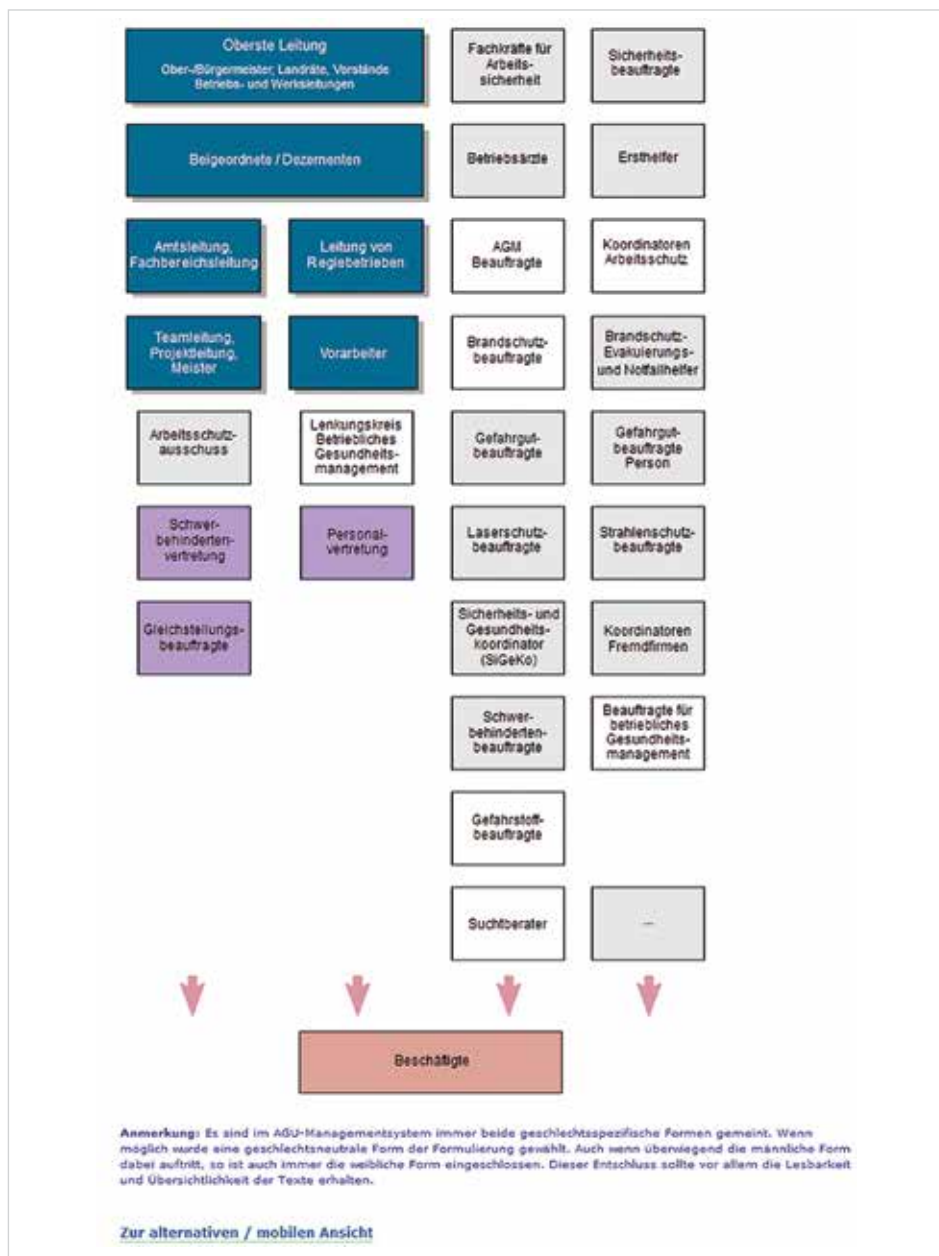 Oberste Leitung
Ober-/Bürgermeister, Landräte, Vorstände
Betriebs- und Werksleitungen
Fachkräfte für
Arbeits-
sicherheit
Sicherheits-
beauftragte
Beigeordnete / Dezernenten
Betriebsärzte
Ersthelfer
Amtsleitung,
Fachbereichsleitung
Leitung von
Regiebetrieben
AGM
Beauftragte
Koordinatoren
Arbeitsschutz
Teamleitung,
Projektleitung,
Meister
Vorarbeiter
Brandschutz-
beauftragte
Brandschutz-
Evakuierungs-
und Notfallhelfer
Arbeitsschutz-
ausschuss
Lenkungskreis
Betriebliches
Gesundheits-
management
Gefahrgut-
beauftragte
Gefahrgut-
beauftragte
Person
Schwer-
behinderten-
vertretung
Personal-
vertretung
Laserschutz-
beauftragte
Strahlenschutz-
beauftragte
Gleichstellungs-
beauftragte
Sicherheits- und
Gesundheits-
koordinator
(SiGeKo)
Koordinatoren
Fremdfirmen
Schwer-
behinderten-
beauftragte
Beauftragte für
betriebliches
Gesundheits-
management
Gefahrstoff-
beauftragte
Suchtberater
...
Beschäftigte
Anmerkung: Es sind im AGU-Managementsystem immer beide geschlechtsspezifische Formen gemeint. Wenn
möglich wurde eine geschlechtsneutrale Form der Formulierung gewählt. Auch wenn überwiegend die männliche Form
dabei auftritt, so ist auch immer die weibliche Form eingeschlossen. Dieser Entschluss sollte vor allem die Lesbarkeit
und Übersichtlichkeit der Texte erhalten.
Zur alternativen / mobilen Ansicht